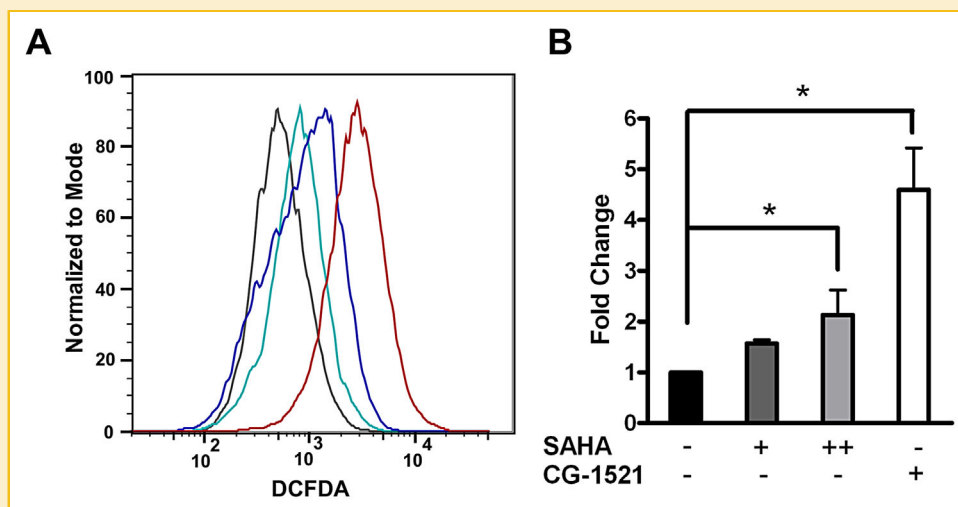 A
100
80
60
40
20
0
10^2 10^3 10^4
Normalized to Mode
DCFDA
B
*
*
6
5
4
3
2
1
0
Fold Change
SAHA - + ++ -
CG-1521 - - - +